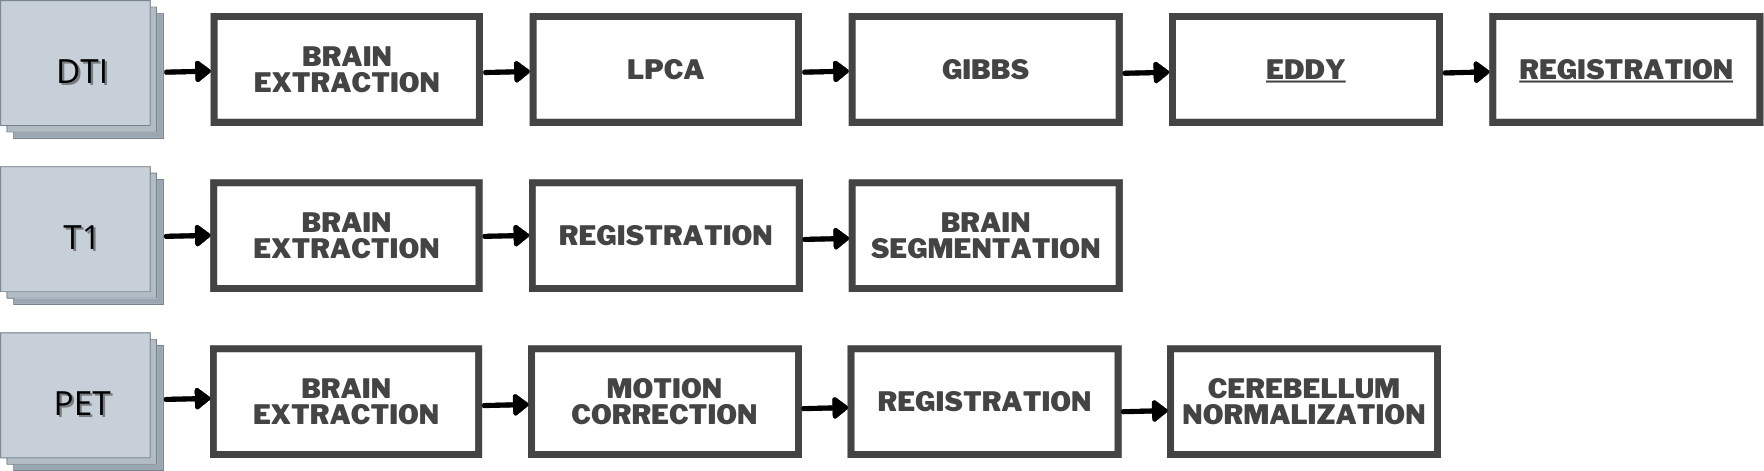 DTI
BRAIN
EXTRACTION
LPCA
GIBBS
EDDY
REGISTRATION
T1
BRAIN
EXTRACTION
REGISTRATION
BRAIN
SEGMENTATION
PET
BRAIN
EXTRACTION
MOTION
CORRECTION
REGISTRATION
CEREBELLUM
NORMALIZATION